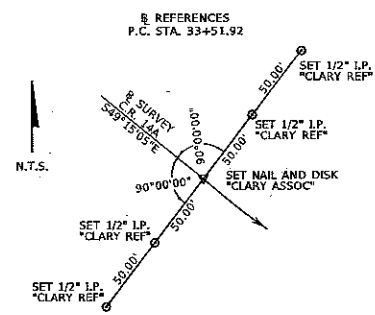 ℞ REFERENCES
P.C. STA. 33+51.92
50.00'
SET 1/2" I.P.
"CLARY REF"
50.00'
SET 1/2" I.P.
"CLARY REF"
℞ SURVEY
C.R. 14A
S49°15'05"E
90°00'00"
90°00'00"
N.T.S.
SET NAIL AND DISK
"CLARY ASSOC"
50.00'
SET 1/2" I.P.
"CLARY REF"
50.00'
SET 1/2" I.P.
"CLARY REF"